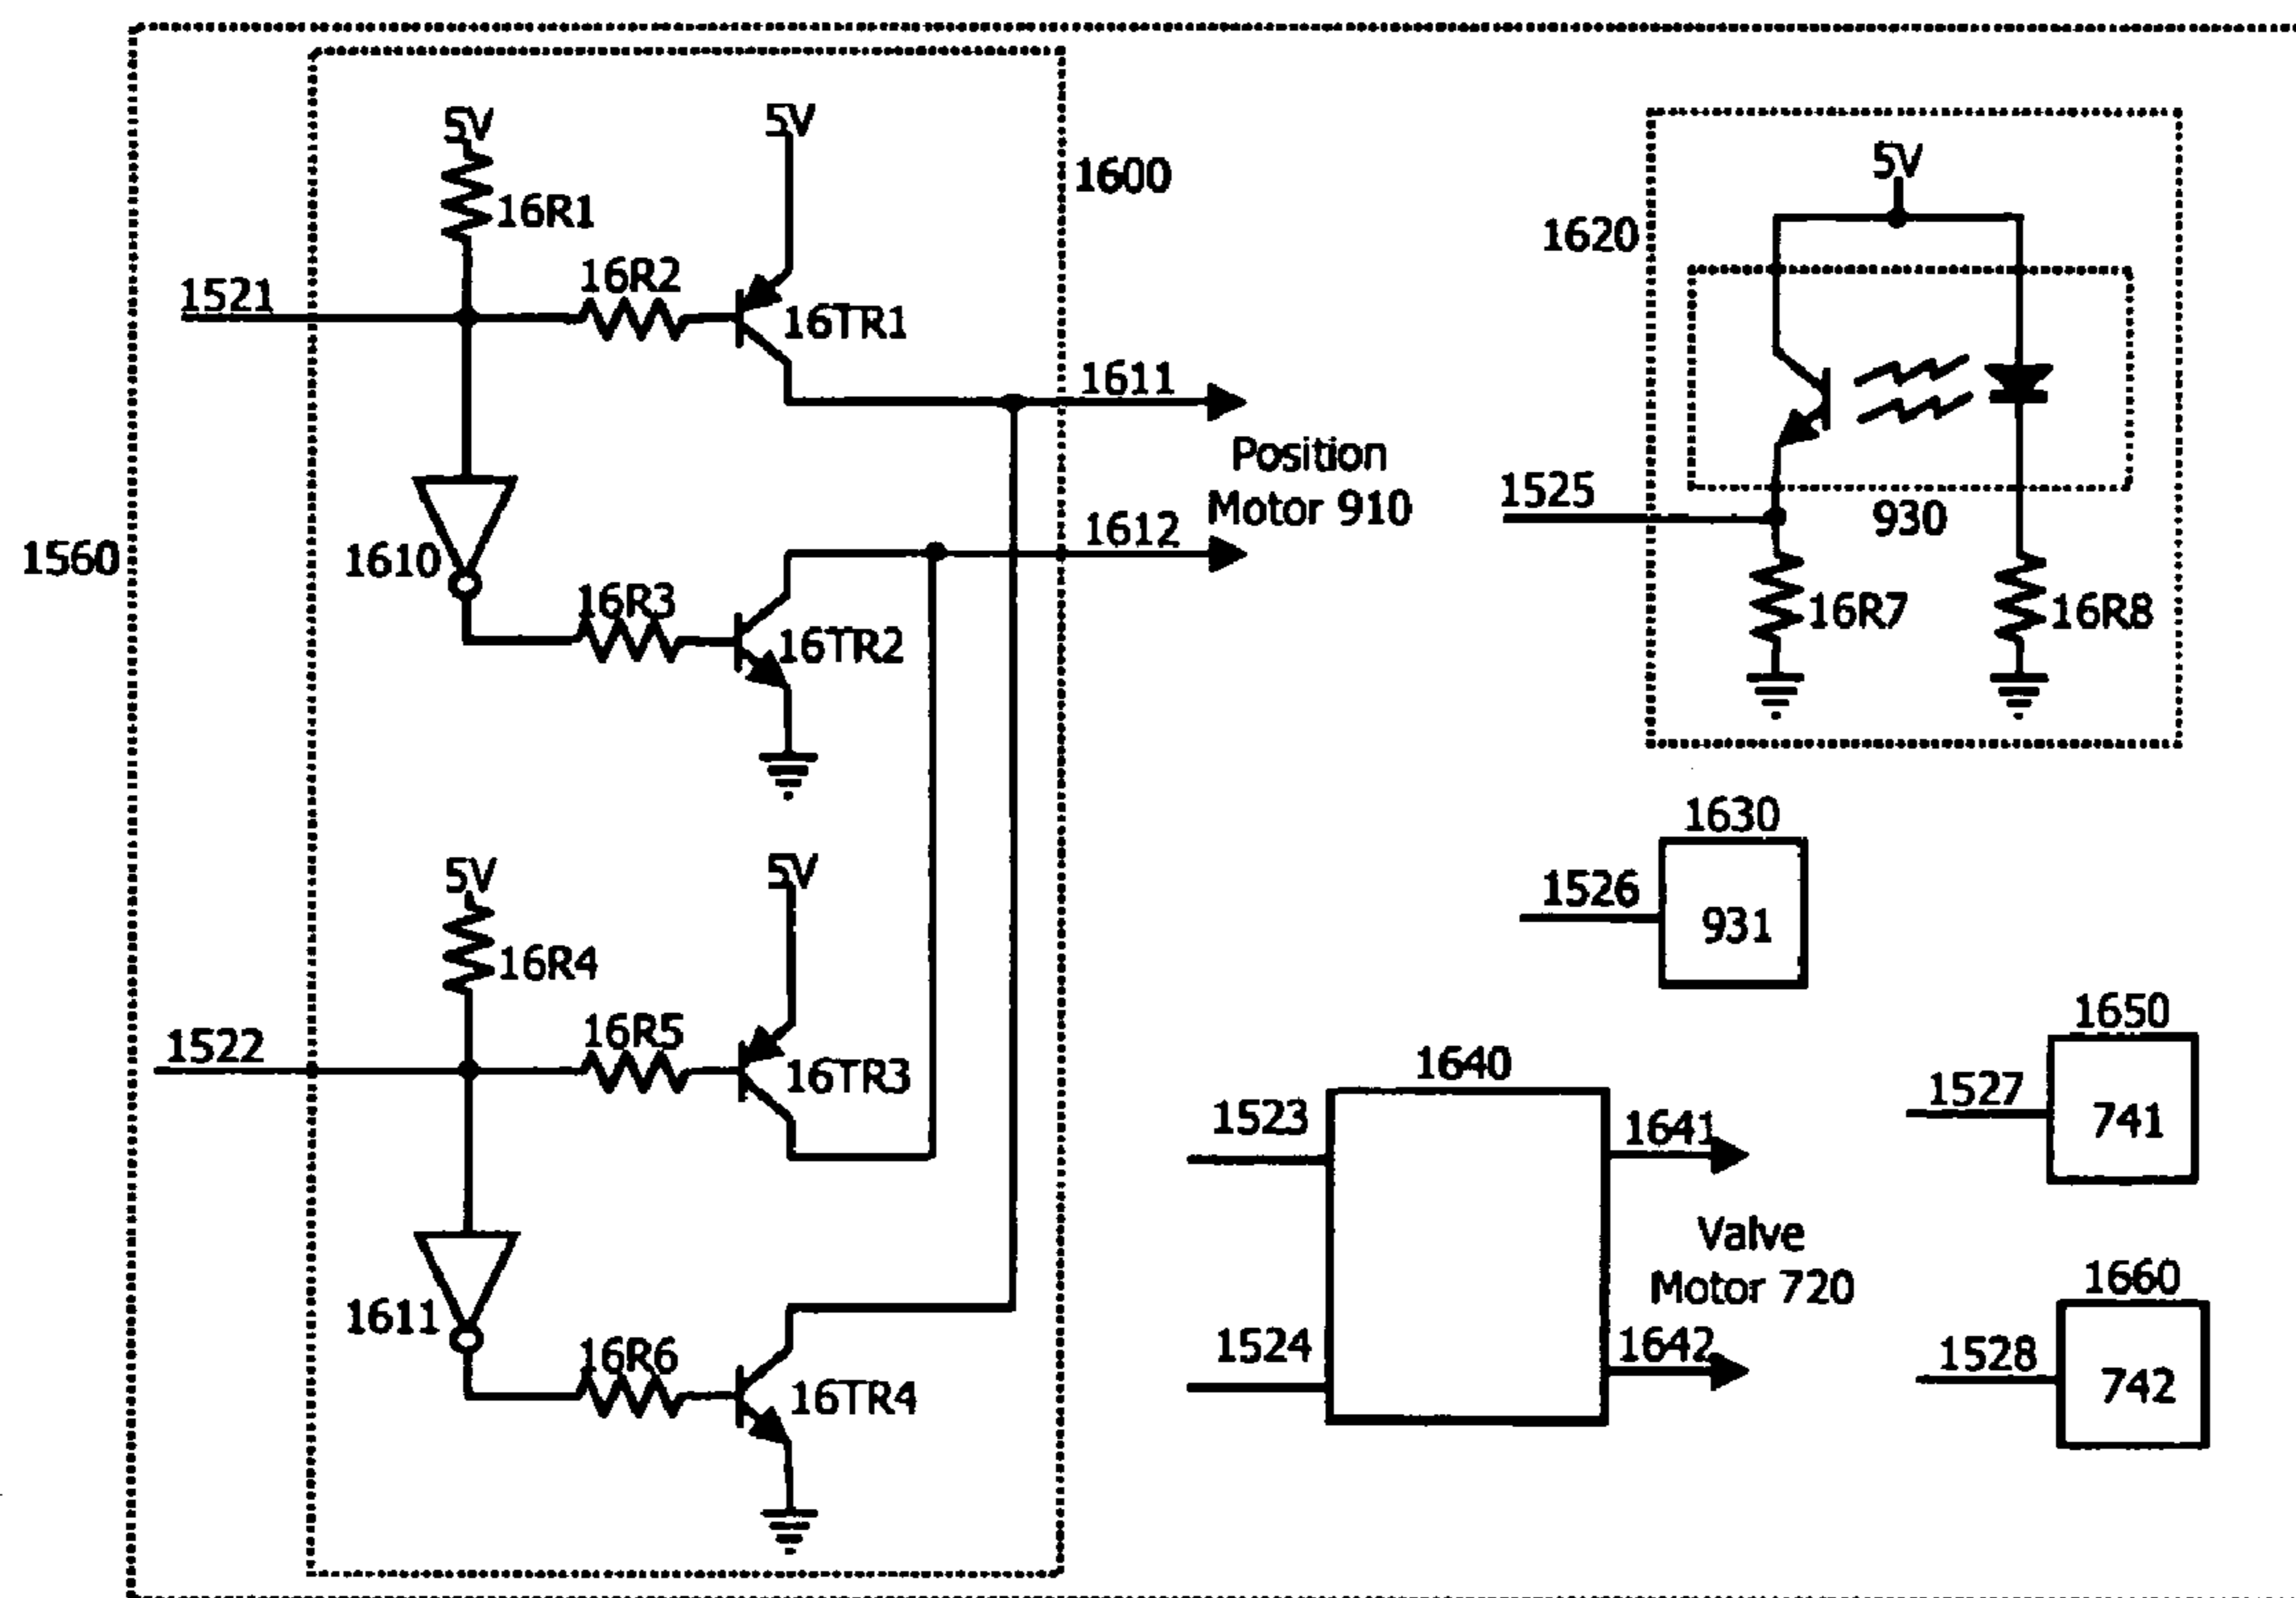 5V
5V
1600
16R1
16R2
1521
16TR1
1611
Position
Motor 910
1612
1560
1610
16R3
16TR2
5V
5V
16R4
16R5
1522
16TR3
1611
16R6
16TR4
5V
1620
1525
930
16R7
16R8
1630
1526
931
1650
1527
741
1640
1523
1641
Valve
Motor 720
1524
1642
1660
1528
742